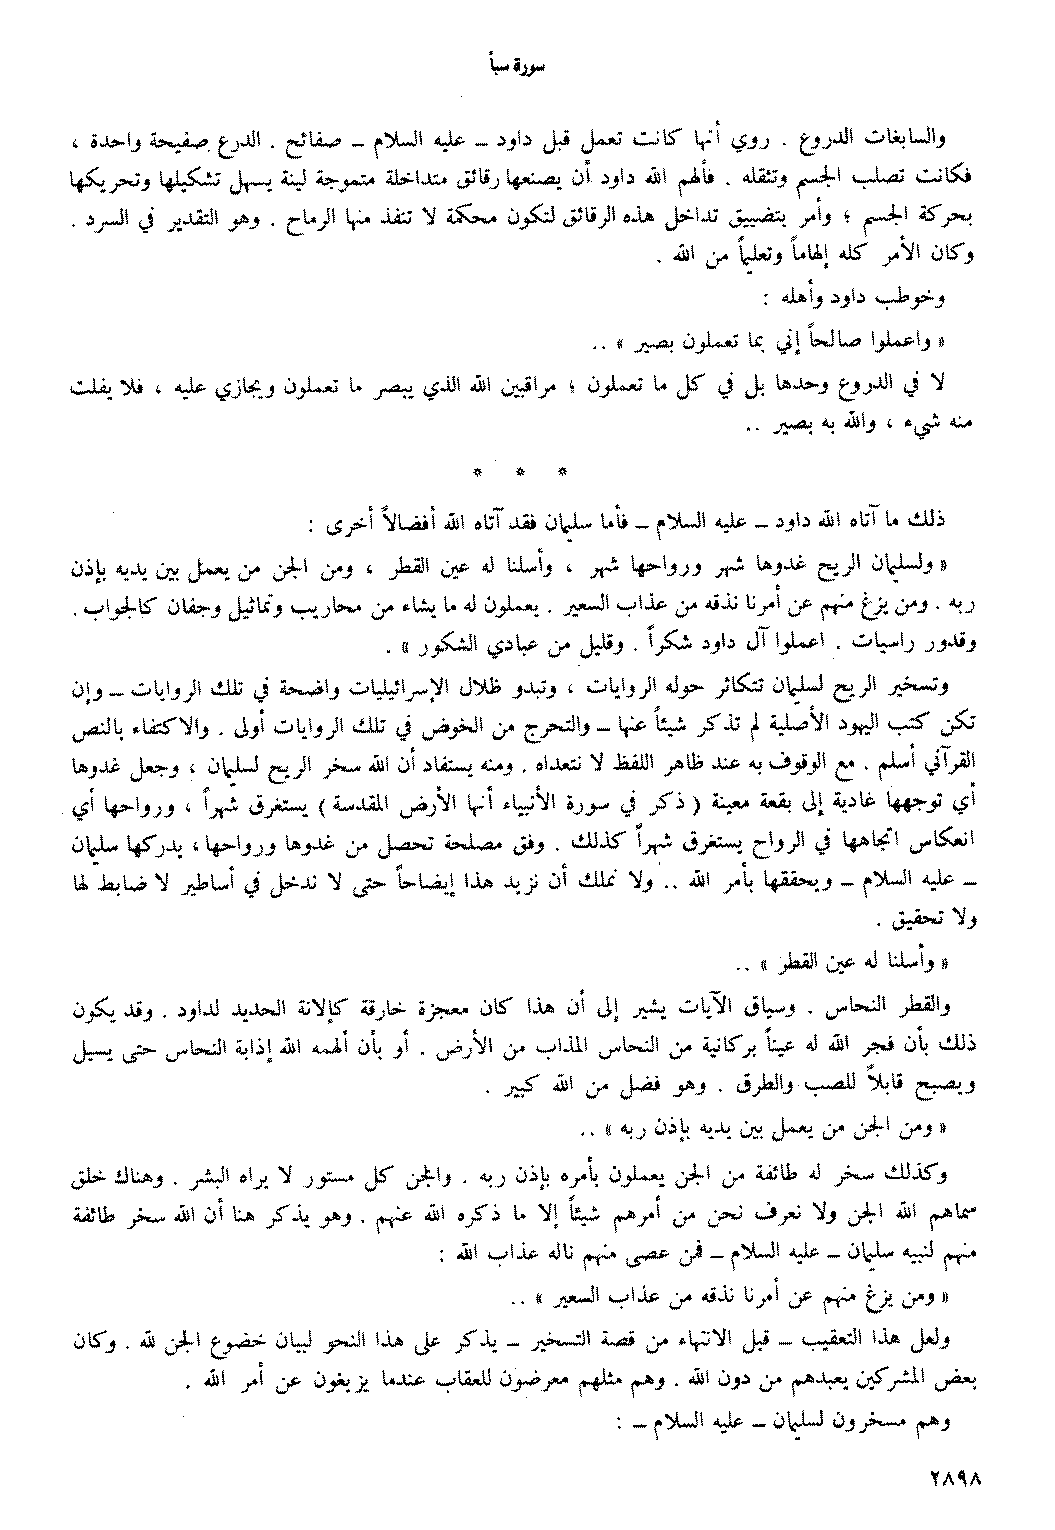 سورة سبأ
والسابغات الدروع . روي أنها كانت تعمل قبل داود ــ عليه السلام ــ صفائح . الدرع صفيحة واحدة ،
فكانت تصلب الجسم وتثقله . فألهم الله داود أن يصنعها رقائق متداخلة متموجة لينة يسهل تشكيلها وتحريكها
بحركة الجسم ؛ وأمر بتضييق تداخل هذه الرقائق لتكون محكمة لا تنفذ منها الرماح . وهو التقدير في السرد .
وكان الأمر كله إلهاماً وتعليماً من الله .
وخوطب داود وأهله :
« واعملوا صالحاً إني بما تعملون بصير » ..
لا في الدروع وحدها بل في كل ما تعملون ؛ مراقبين الله الذي يبصر ما تعملون ويجازي عليه ، فلا يفلت
منه شيء ، والله به بصير ..
* * *
ذلك ما آتاه الله داود ــ عليه السلام ــ فأما سليمان فقد آتاه الله أفضالاً أخرى :
« ولسليمان الريح غدوها شهر ورواحها شهر ، وأسلنا له عين القطر ، ومن الجن من يعمل بين يديه بإذن
ربه . ومن يزغ منهم عن أمرنا نذقه من عذاب السعير . يعملون له ما يشاء من محاريب وتماثيل وجفان كالجواب .
وقدور راسيات . اعملوا آل داود شكراً . وقليل من عبادي الشكور » .
وتسخير الريح لسليمان تتكاثر حوله الروايات ، وتبدو ظلال الإسرائيليات واضحة في تلك الروايات ــ وإن
تكن كتب اليهود الأصلية لم تذكر شيئاً عنها ــ والتحرج من الخوض في تلك الروايات أولى . والاكتفاء بالنص
القرآني أسلم . مع الوقوف به عند ظاهر اللفظ لا نتعداه . ومنه يستفاد أن الله سخر الريح لسليمان ، وجعل غدوها
أي توجهها غادية إلى بقعة معينة ( ذكر في سورة الأنبياء أنها الأرض المقدسة ) يستغرق شهراً ، ورواحها أي
انعكاس اتجاهها في الرواح يستغرق شهراً كذلك . وفق مصلحة تحصل من غدوها ورواحها ، يدركها سليمان
ــ عليه السلام ــ ويحققها بأمر الله .. ولا نملك أن نزيد هذا إيضاحاً حتى لا ندخل في أساطير لا ضابط لها
ولا تحقيق .
« وأسلنا له عين القطر » ..
والقطر النحاس . وسياق الآيات يشير إلى أن هذا كان معجزة خارقة كإلانة الحديد لداود . وقد يكون
ذلك بأن فجر الله له عيناً بركانية من النحاس المذاب من الأرض . أو بأن ألهمه الله إذابة النحاس حتى يسيل
ويصبح قابلاً للصب والطرق . وهو فضل من الله كبير .
« ومن الجن من يعمل بين يديه بإذن ربه » ..
وكذلك سخر له طائفة من الجن يعملون بأمره بإذن ربه . والجن كل مستور لا يراه البشر . وهناك خلق
سماهم الله الجن ولا نعرف نحن من أمرهم شيئاً إلا ما ذكره الله عنهم . وهو يذكر هنا أن الله سخر طائفة
منهم لنبيه سليمان ــ عليه السلام ــ فمن عصى منهم ناله عذاب الله :
« ومن يزغ منهم عن أمرنا نذقه من عذاب السعير » ..
ولعل هذا التعقيب ــ قبل الانتهاء من قصة التسخير ــ يذكر على هذا النحو لبيان خضوع الجن لله . وكان
بعض المشركين يعبدهم من دون الله . وهم مثلهم معرضون للعقاب عندما يزيغون عن أمر الله .
وهم مسخرون لسليمان ــ عليه السلام ــ :
٢٨٩٨